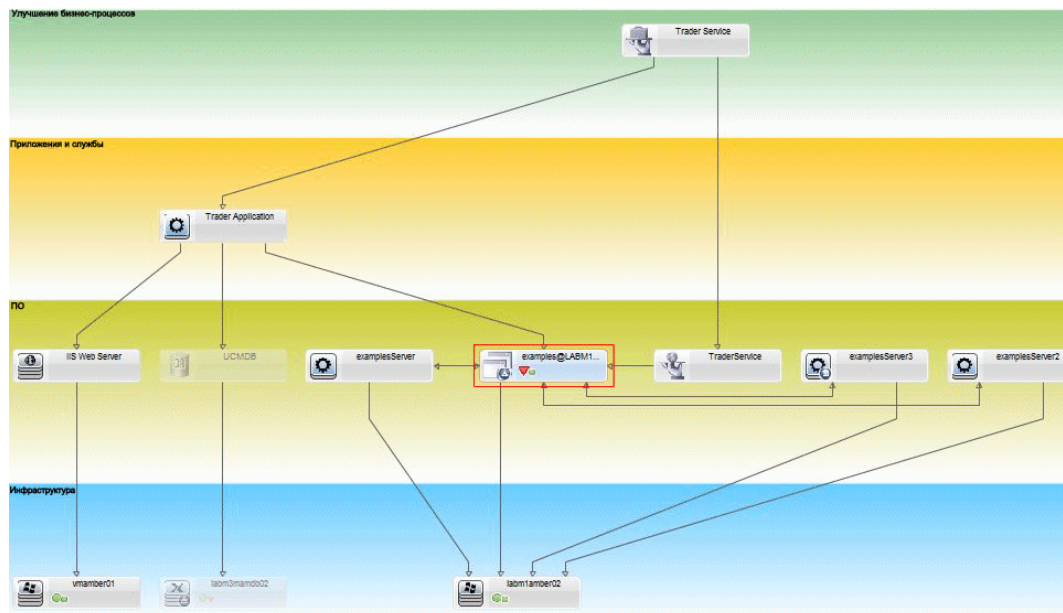 Улучшение бизнес-процессов
Trader Service
Приложения и службы
Trader Application
ПО
IIS Web Server
UCMDB
examplesServer
examples@LABM1...
TraderService
examplesServer3
examplesServer2
Инфраструктура
vmamber01
labm3mamdb02
labm1amber02